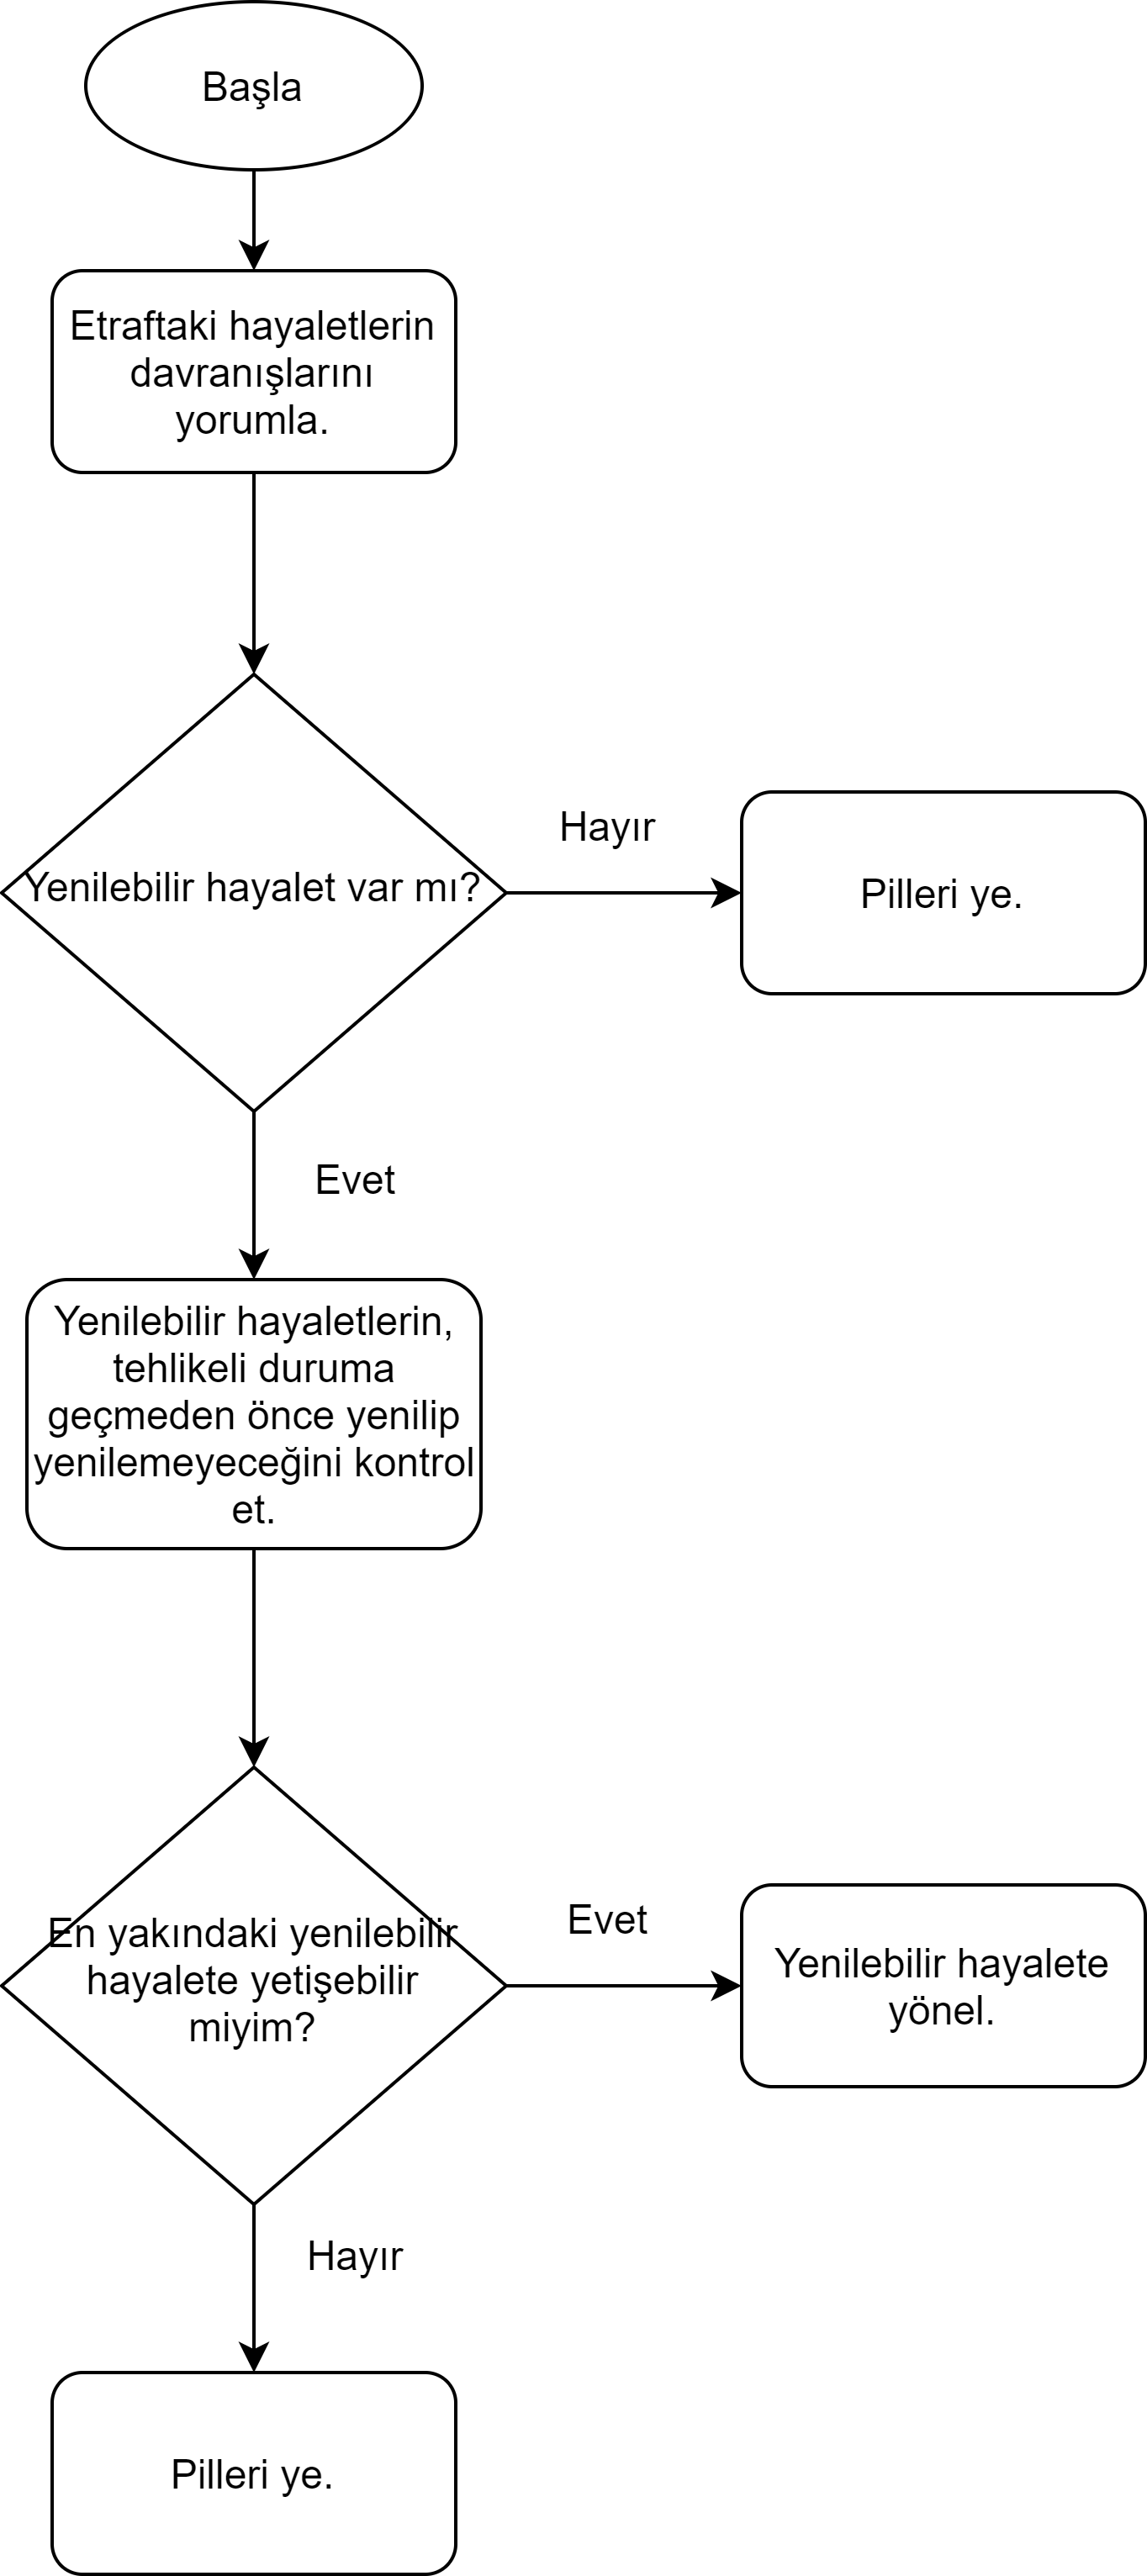 Başla
Etraftaki hayaletlerin
davranışlarını
yorumla.
Yenilebilir hayalet var mı?
Hayır
Pilleri ye.
Evet
Yenilebilir hayaletlerin,
tehlikeli duruma
geçmeden önce yenilip
yenilemeyeceğini kontrol
et.
En yakındaki yenilebilir
hayalete yetişebilir
miyim?
Evet
Yenilebilir hayalete
yönel.
Hayır
Pilleri ye.